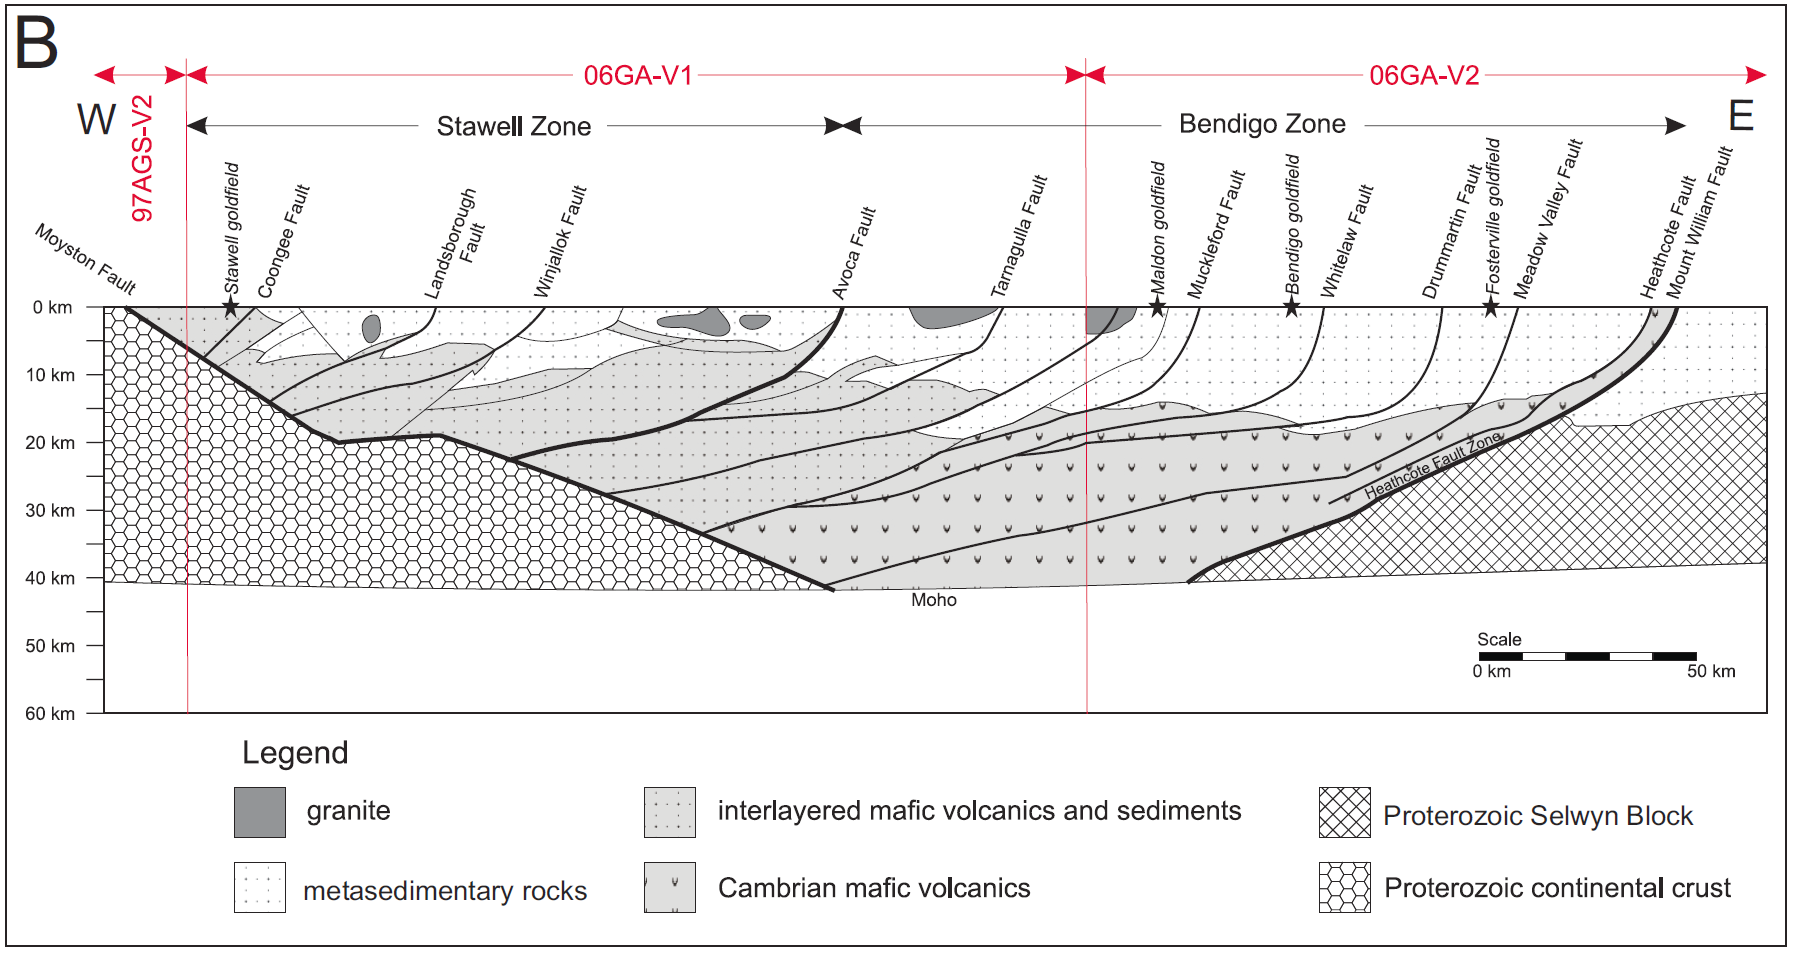 B
06GA-V1
06GA-V2
97AGS-V2
W
E
Stawell Zone
Bendigo Zone
Moyston Fault
Stawell goldfield
Coongee Fault
Landsborough
Fault
Winjallok Fault
Avoca Fault
Tarnagulla Fault
Maldon goldfield
Muckleford Fault
Bendigo goldfield
Whitelaw Fault
Drummartin Fault
Fosterville goldfield
Meadow Valley Fault
Heathcote Fault
Mount William Fault
0 km
10 km
20 km
30 km
40 km
50 km
60 km
Heathcote Fault Zone
Moho
Scale
0 km
50 km
Legend
granite
interlayered mafic volcanics and sediments
Proterozoic Selwyn Block
metasedimentary rocks
Cambrian mafic volcanics
Proterozoic continental crust